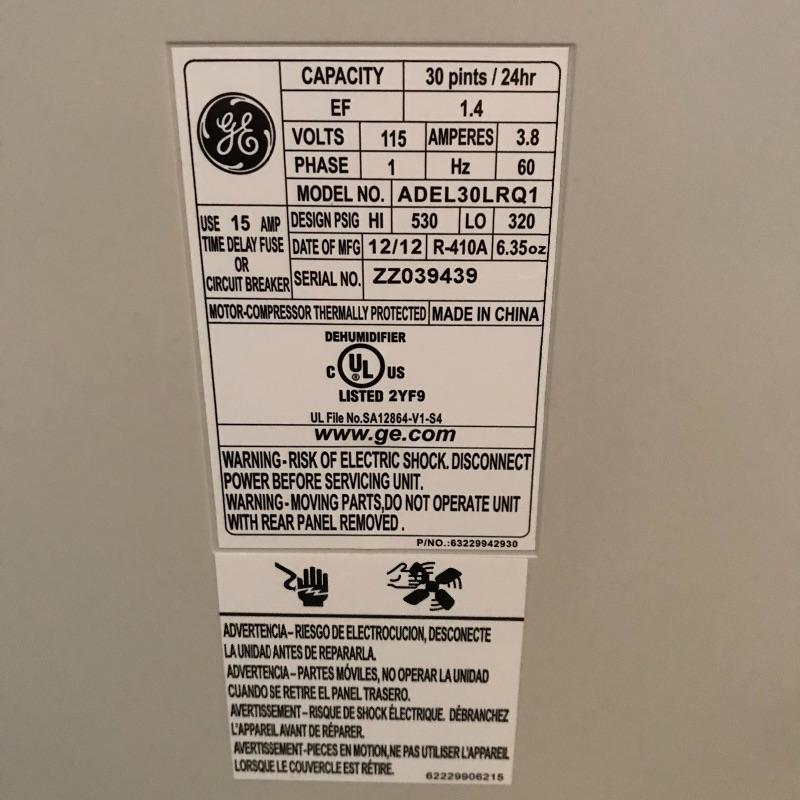 GE
CAPACITY 30 pints / 24hr
EF 1.4
VOLTS 115 AMPERES 3.8
PHASE 1 Hz 60
MODEL NO. ADEL30LRQ1
USE 15 AMP
TIME DELAY FUSE
OR
CIRCUIT BREAKER
DESIGN PSIG HI 530 LO 320
DATE OF MFG 12/12 R-410A 6.35oz
SERIAL NO. ZZ039439
MOTOR-COMPRESSOR THERMALLY PROTECTED MADE IN CHINA
DEHUMIDIFIER
C UL® US
LISTED 2YF9
UL File No.SA12864-V1-S4
www.ge.com
WARNING-RISK OF ELECTRIC SHOCK. DISCONNECT
POWER BEFORE SERVICING UNIT.
WARNING-MOVING PARTS,DO NOT OPERATE UNIT
WITH REAR PANEL REMOVED .
P/NO.:63229942930
ADVERTENCIA-RIESGO DE ELECTROCUCION, DESCONECTE
LA UNIDAD ANTES DE REPARARLA.
ADVERTENCIA-PARTES MÓVILES, NO OPERAR LA UNIDAD
CUANDO SE RETIRE EL PANEL TRASERO.
AVERTISSEMENT-RISQUE DE SHOCK ÉLECTRIQUE. DÉBRANCHEZ
L'APPAREIL AVANT DE RÉPARER.
AVERTISSEMENT-PIECES EN MOTION,NE PAS UTILISER L'APPAREIL
LORSQUE LE COUVERCLE EST RÉTIRE.
62229906215